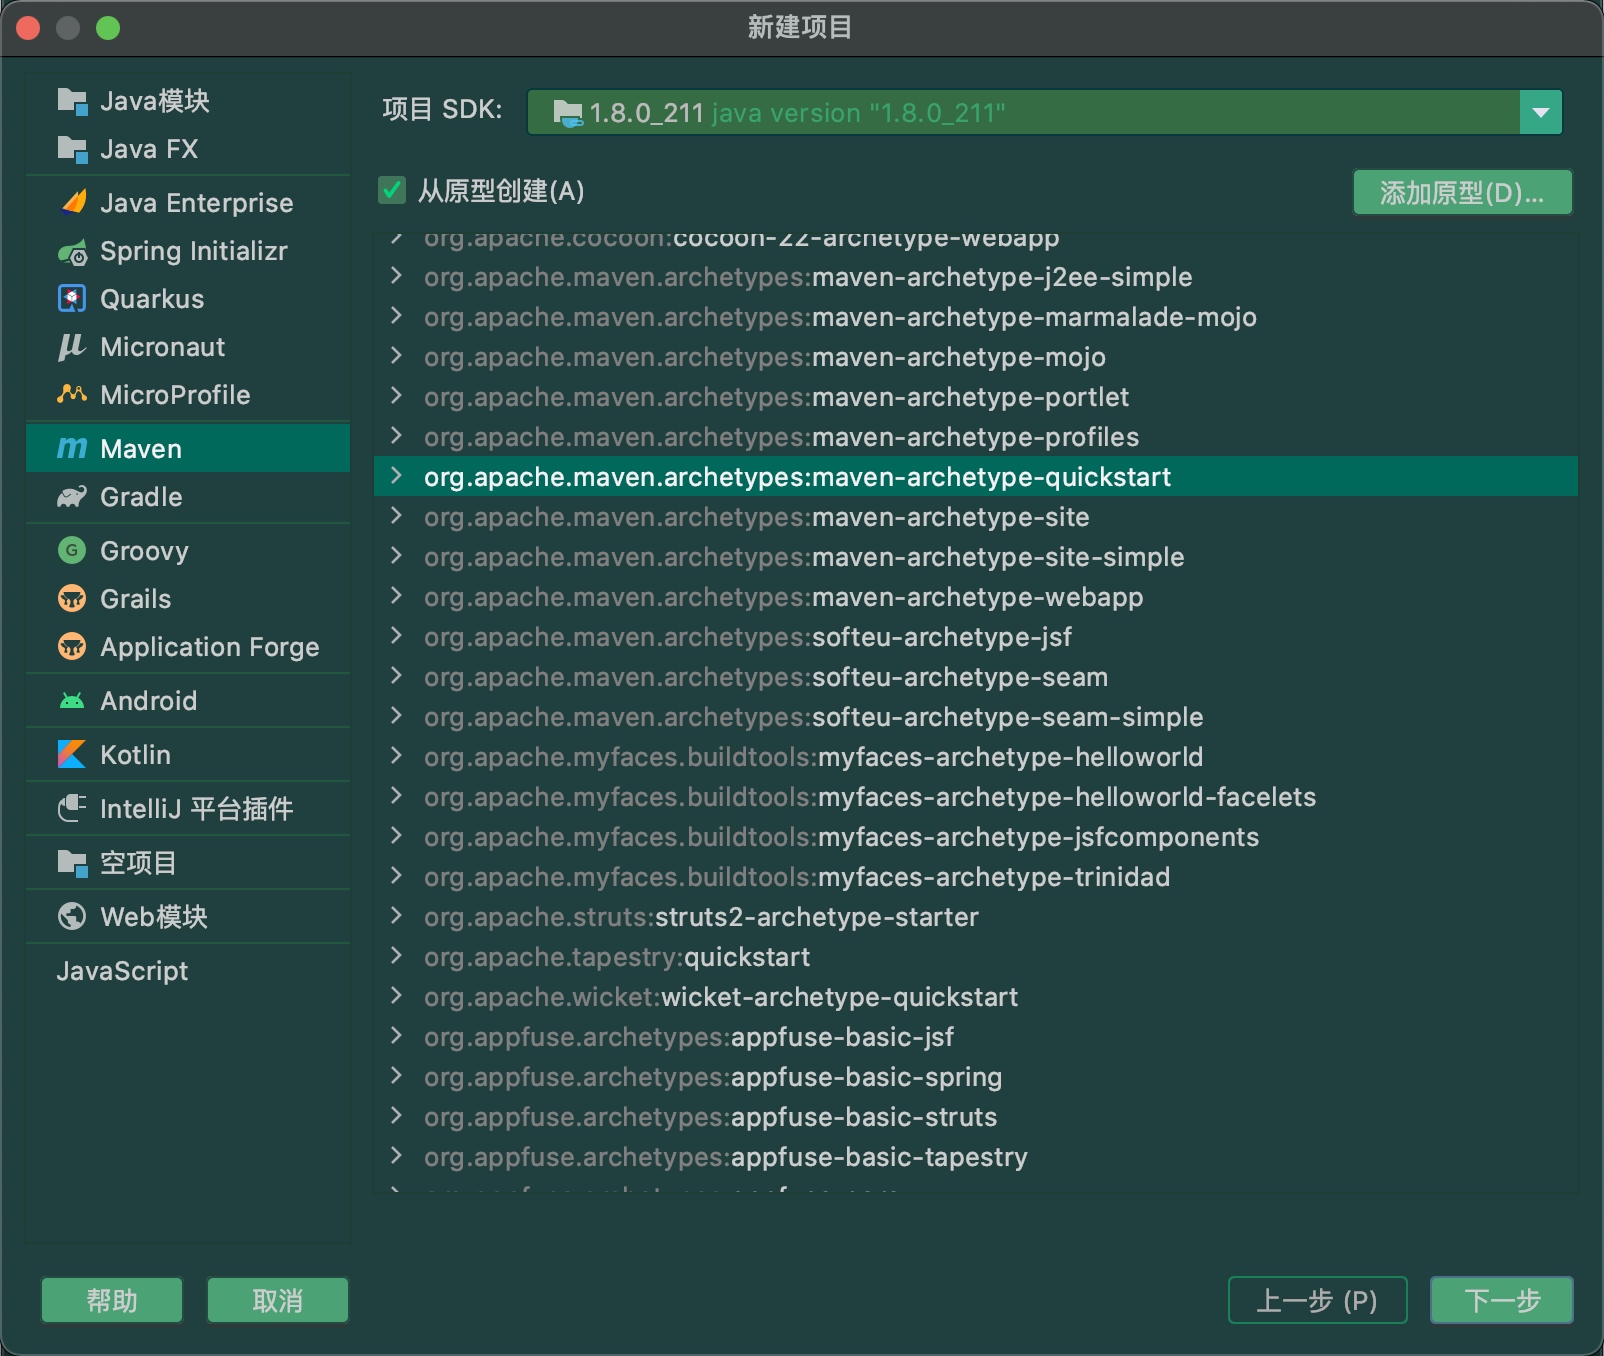 新建项目
Java模块
Java FX
Java Enterprise
Spring Initializr
Quarkus
Micronaut
MicroProfile
Maven
Gradle
Groovy
Grails
Application Forge
Android
Kotlin
IntelliJ 平台插件
空项目
Web模块
JavaScript
项目 SDK:
1.8.0_211 java version "1.8.0_211"
从原型创建(A)
添加原型(D)...
org.apache.cocoon:cocoon-22-archetype-webapp
org.apache.maven.archetypes:maven-archetype-j2ee-simple
org.apache.maven.archetypes:maven-archetype-marmalade-mojo
org.apache.maven.archetypes:maven-archetype-mojo
org.apache.maven.archetypes:maven-archetype-portlet
org.apache.maven.archetypes:maven-archetype-profiles
org.apache.maven.archetypes:maven-archetype-quickstart
org.apache.maven.archetypes:maven-archetype-site
org.apache.maven.archetypes:maven-archetype-site-simple
org.apache.maven.archetypes:maven-archetype-webapp
org.apache.maven.archetypes:softeu-archetype-jsf
org.apache.maven.archetypes:softeu-archetype-seam
org.apache.maven.archetypes:softeu-archetype-seam-simple
org.apache.myfaces.buildtools:myfaces-archetype-helloworld
org.apache.myfaces.buildtools:myfaces-archetype-helloworld-facelets
org.apache.myfaces.buildtools:myfaces-archetype-jsfcomponents
org.apache.myfaces.buildtools:myfaces-archetype-trinidad
org.apache.struts:struts2-archetype-starter
org.apache.tapestry:quickstart
org.apache.wicket:wicket-archetype-quickstart
org.appfuse.archetypes:appfuse-basic-jsf
org.appfuse.archetypes:appfuse-basic-spring
org.appfuse.archetypes:appfuse-basic-struts
org.appfuse.archetypes:appfuse-basic-tapestry
帮助
取消
上一步 (P)
下一步